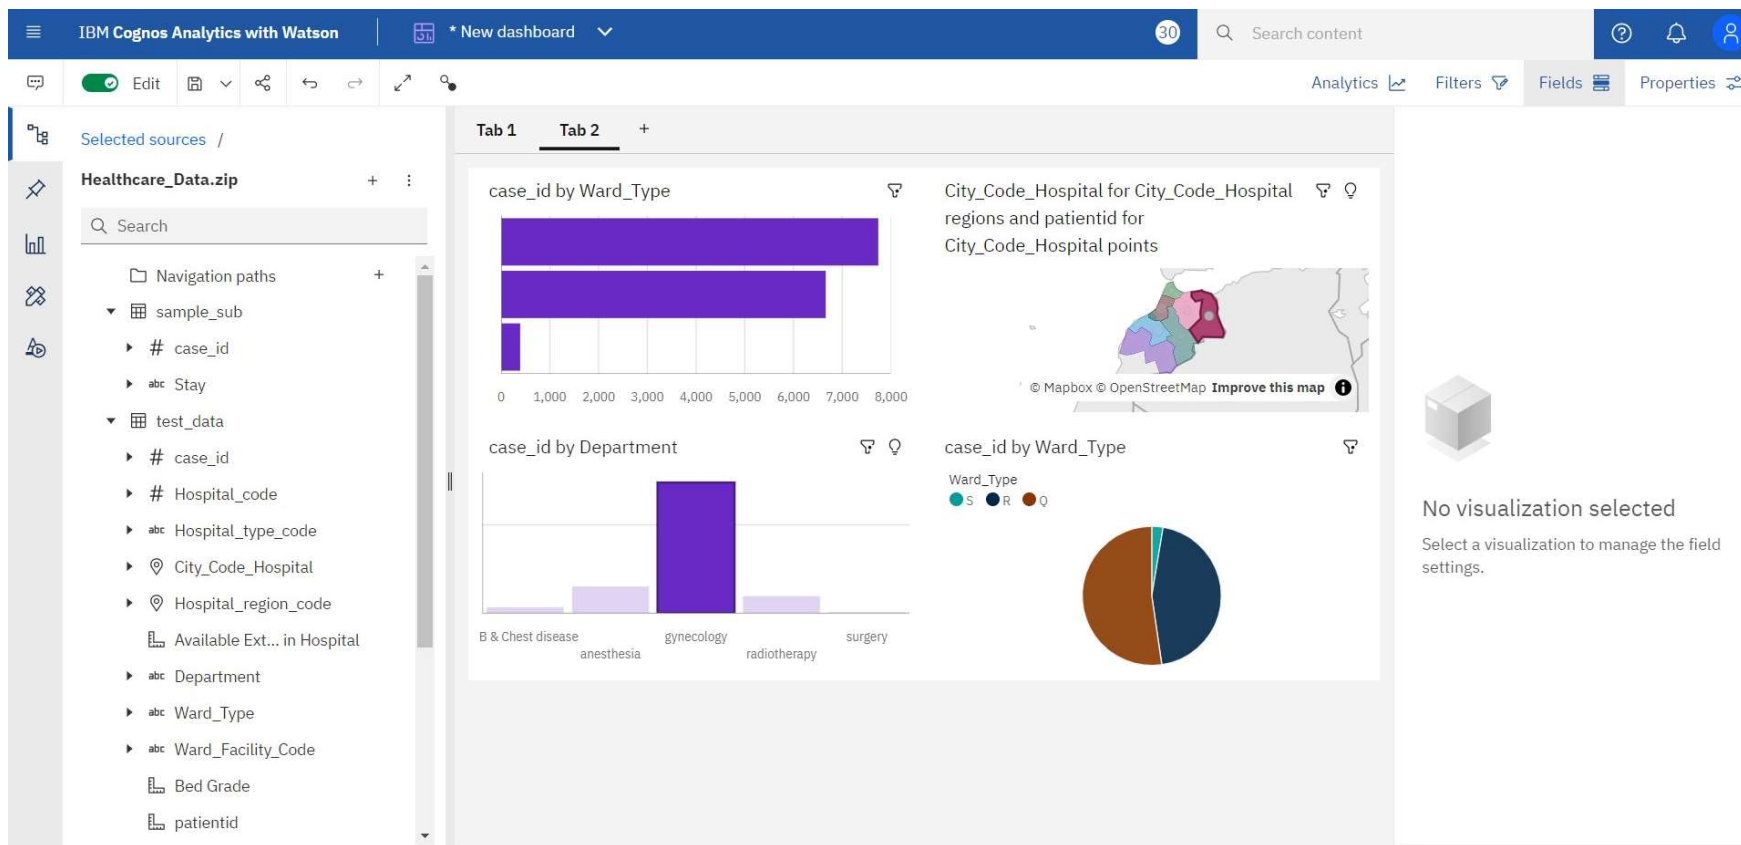 IBM Cognos Analytics with Watson
* New dashboard
30
Search content
Edit
Analytics
Filters
Fields
Properties
Selected sources /
Healthcare_Data.zip
Search
Navigation paths
sample_sub
# case_id
abc Stay
test_data
# case_id
# Hospital_code
abc Hospital_type_code
City_Code_Hospital
Hospital_region_code
Available Ext... in Hospital
abc Department
abc Ward_Type
abc Ward_Facility_Code
Bed Grade
patientid
Tab 1 Tab 2 +
case_id by Ward_Type
0 1,000 2,000 3,000 4,000 5,000 6,000 7,000 8,000
City_Code_Hospital for City_Code_Hospital
regions and patientid for
City_Code_Hospital points
© Mapbox © OpenStreetMap Improve this map
case_id by Department
B & Chest disease
anesthesia
gynecology
radiotherapy
surgery
case_id by Ward_Type
Ward_Type
S R Q
No visualization selected
Select a visualization to manage the field
settings.